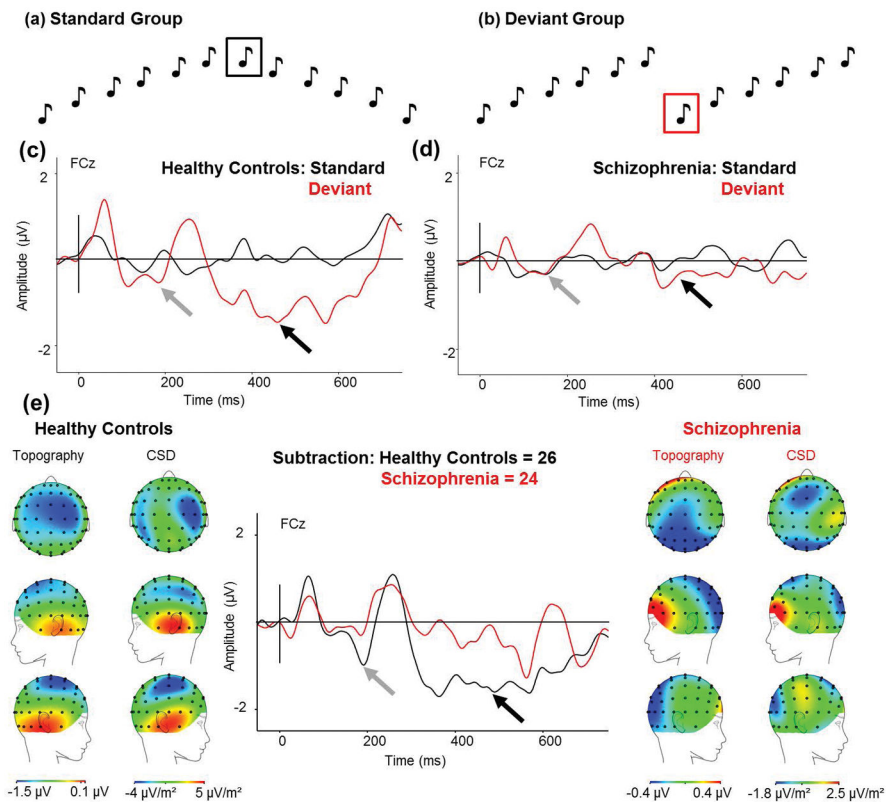 (a) Standard Group
(b) Deviant Group
(c)
FCz
Healthy Controls: Standard
Deviant
2
-2
Amplitude (µV)
0 200 400 600
Time (ms)
(d)
FCz
Schizophrenia: Standard
Deviant
2
-2
Amplitude (µV)
0 200 400 600
Time (ms)
(e)
Healthy Controls
Topography CSD
-1.5 µV 0.1 µV
-4 µV/m² 5 µV/m²
Subtraction: Healthy Controls = 26
Schizophrenia = 24
FCz
2
-2
Amplitude (µV)
0 200 400 600
Time (ms)
Schizophrenia
Topography CSD
-0.4 µV 0.4 µV
-1.8 µV/m² 2.5 µV/m²